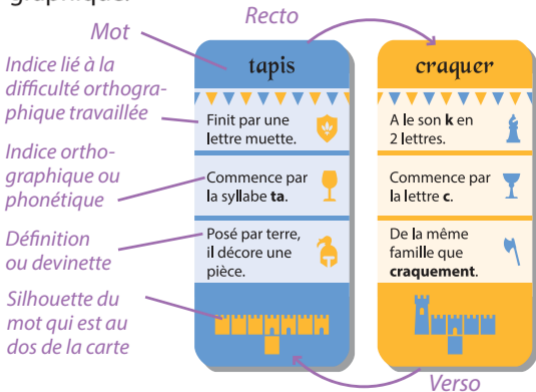 graphique.
Recto
Mot
Indice lié à la
difficulté orthogra-
phique travaillée
Indice ortho-
graphique ou
phonétique
Définition
ou devinette
Silhouette du
mot qui est au
dos de la carte
tapis
Finit par une
lettre muette.
Commence par
la syllabe ta.
Posé par terre,
il décore une
pièce.
craquer
A le son k en
2 lettres.
Commence par
la lettre c.
De la même
famille que
craquement.
Verso